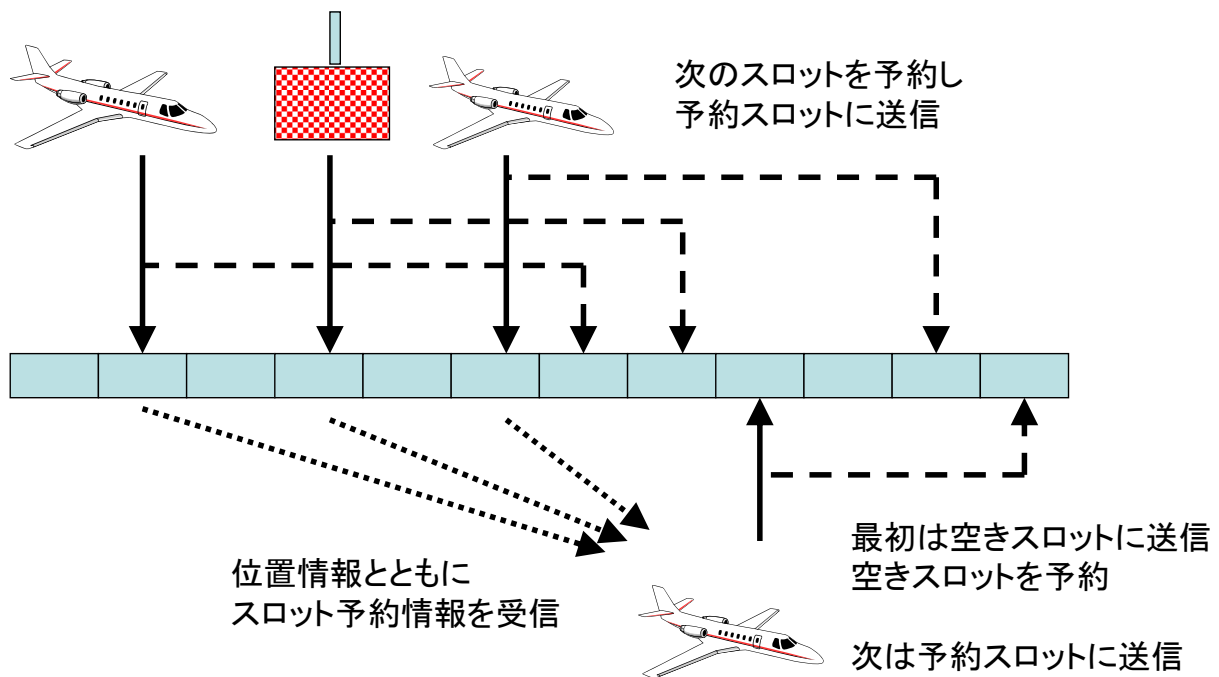 次のスロットを予約し
予約スロットに送信
位置情報とともに
スロット予約情報を受信
最初は空きスロットに送信
空きスロットを予約
次は予約スロットに送信